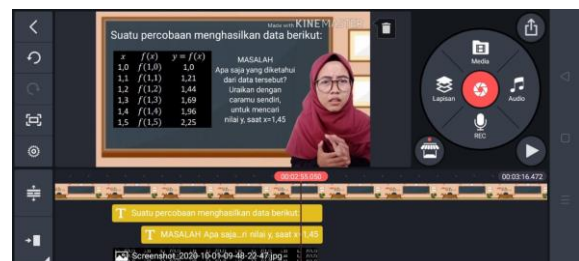 Made with KINEMASTER
Suatu percobaan menghasilkan data berikut:
x f(x) y = f(x)
1,0 f(1,0) 1,0
1,1 f(1,1) 1,21
1,2 f(1,2) 1,44
1,3 f(1,3) 1,69
1,4 f(1,4) 1,96
1,5 f(1,5) 2,25
MASALAH
Apa saja yang diketahui
dari data tersebut?
Uraikan dengan
caramu sendiri,
untuk mencari
nilai y, saat x=1,45
Media
Lapisan
Audio
REC
00:02:55.050
00:03:16.472
T Suatu percobaan menghasilkan data berikut:
T MASALAH Apa saja...ri nilai y, saat x=1,45
Screenshot_2020-10-01-09-48-22-47.jpg